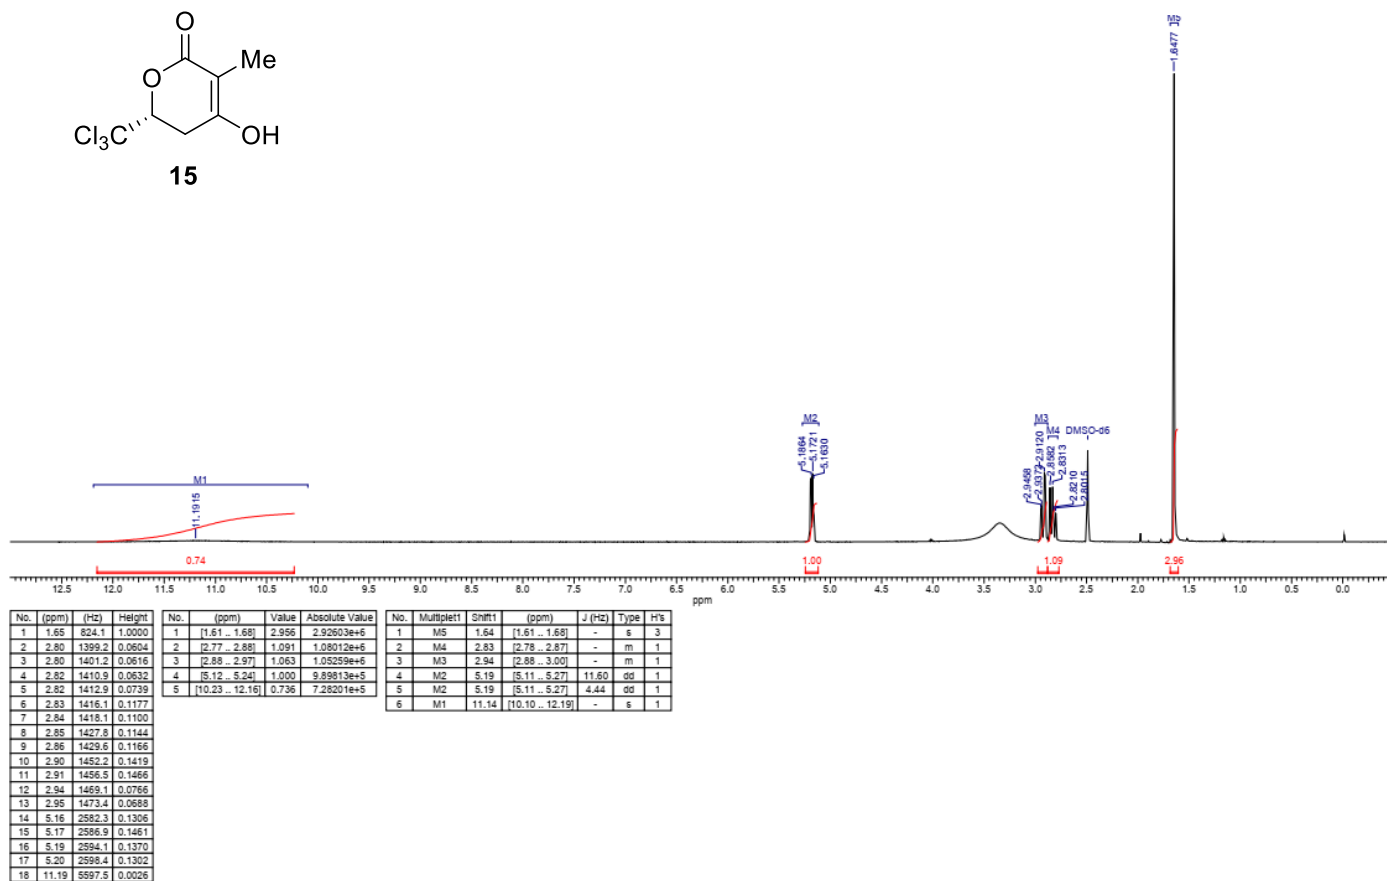 O
Me
O
Cl3C
OH
15
M5
1.6477
M2
5.1864
5.1721
5.1630
M3
M4
DMSO-d6
2.9458
2.9372
2.9120
2.8582
2.8313
2.8210
2.8015
M1
11.1915
0.74
1.00
1.09
2.96
12.5 12.0 11.5 11.0 10.5 10.0 9.5 9.0 8.5 8.0 7.5 7.0 6.5 6.0 5.5 5.0 4.5 4.0 3.5 3.0 2.5 2.0 1.5 1.0 0.5 0.0
ppm
No. (ppm) (Hz) Height
1 1.65 824.1 1.0000
2 2.80 1399.2 0.0604
3 2.80 1401.2 0.0616
4 2.82 1410.9 0.0632
5 2.82 1412.9 0.0739
6 2.83 1416.1 0.1177
7 2.84 1418.1 0.1100
8 2.85 1427.8 0.1144
9 2.86 1429.6 0.1166
10 2.90 1452.2 0.1419
11 2.91 1456.5 0.1466
12 2.94 1469.1 0.0766
13 2.95 1473.4 0.0688
14 5.16 2582.3 0.1306
15 5.17 2586.9 0.1461
16 5.19 2594.1 0.1370
17 5.20 2598.4 0.1302
18 11.19 5597.5 0.0026
No. (ppm) Value Absolute Value
1 [1.61 .. 1.68] 2.956 2.92603e+6
2 [2.77 .. 2.88] 1.091 1.08012e+6
3 [2.88 .. 2.97] 1.063 1.05259e+6
4 [5.12 .. 5.24] 1.000 9.89813e+5
5 [10.23 .. 12.16] 0.736 7.28201e+5
No. Multiplet1 Shift1 (ppm) J (Hz) Type H's
1 M5 1.64 [1.61 .. 1.68] - s 3
2 M4 2.83 [2.78 .. 2.87] - m 1
3 M3 2.94 [2.88 .. 3.00] - m 1
4 M2 5.19 [5.11 .. 5.27] 11.60 dd 1
5 M2 5.19 [5.11 .. 5.27] 4.44 dd 1
6 M1 11.14 [10.10 .. 12.19] - s 1